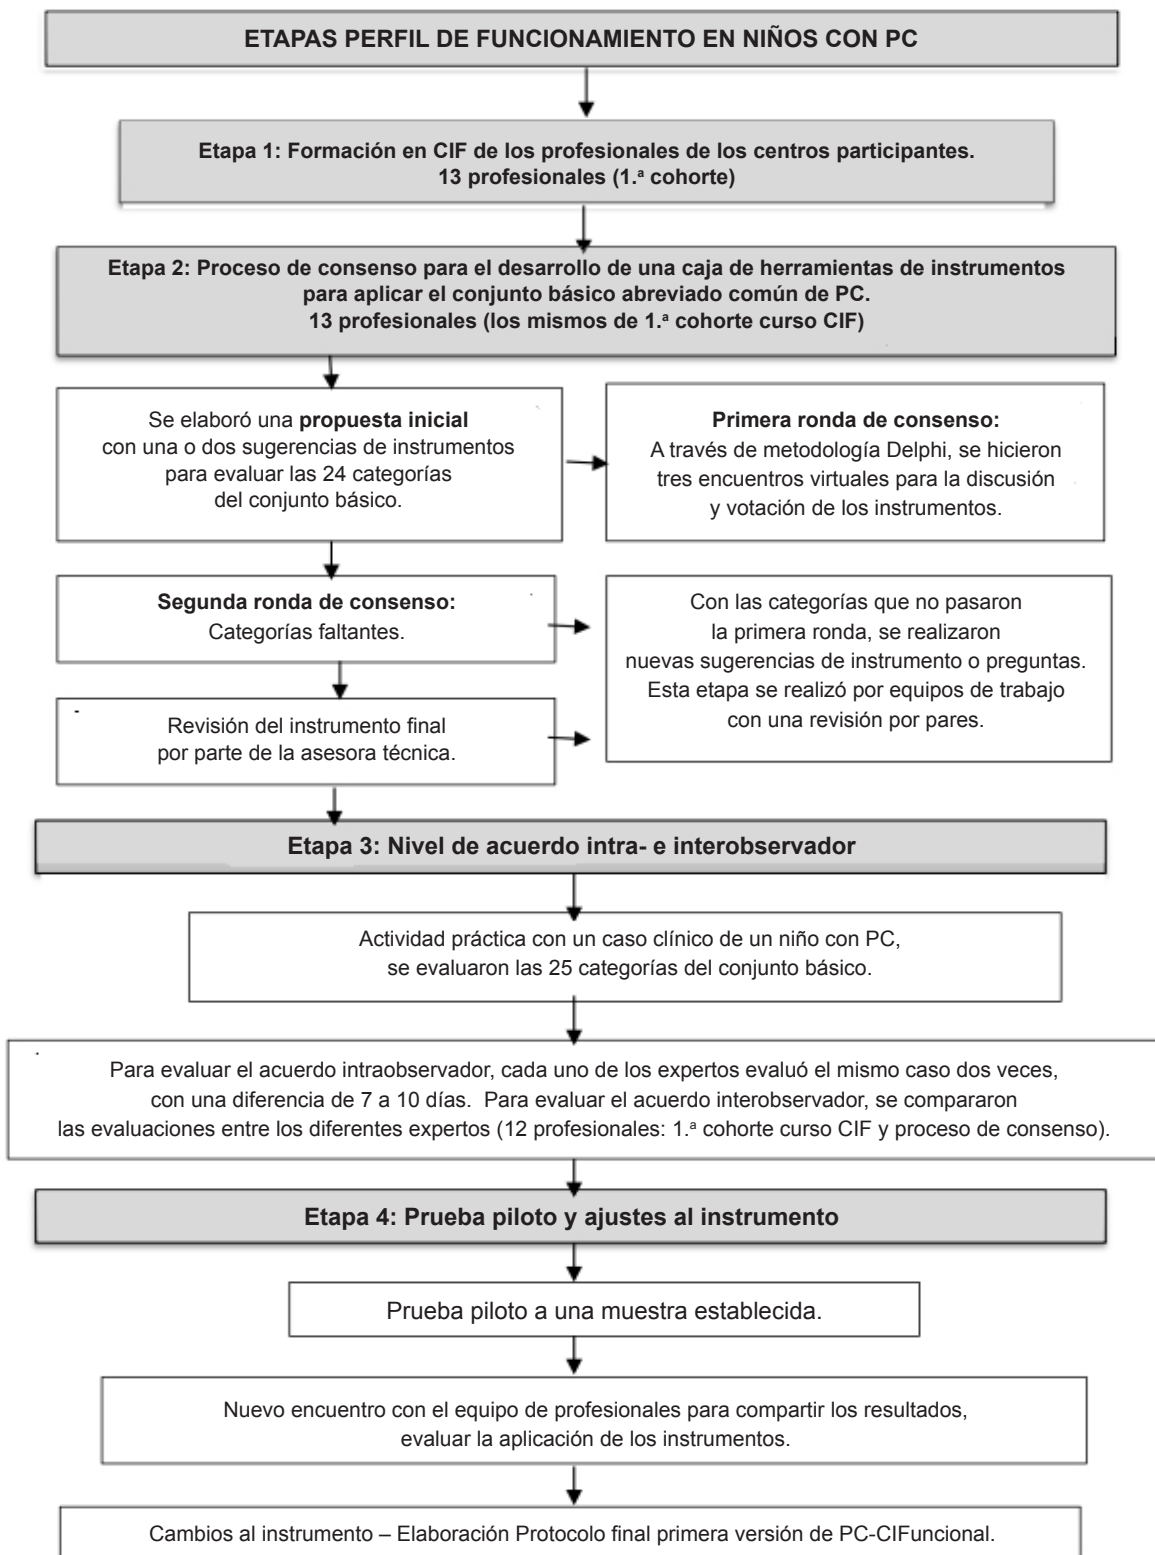 ETAPAS PERFIL DE FUNCIONAMIENTO EN NIÑOS CON PC
Etapa 1: Formación en CIF de los profesionales de los centros participantes.
13 profesionales (1.ª cohorte)
Etapa 2: Proceso de consenso para el desarrollo de una caja de herramientas de instrumentos
para aplicar el conjunto básico abreviado común de PC.
13 profesionales (los mismos de 1.ª cohorte curso CIF)
Se elaboró una propuesta inicial
con una o dos sugerencias de instrumentos
para evaluar las 24 categorías
del conjunto básico.
Primera ronda de consenso:
A través de metodología Delphi, se hicieron
tres encuentros virtuales para la discusión
y votación de los instrumentos.
Segunda ronda de consenso:
Categorías faltantes.
Con las categorías que no pasaron
la primera ronda, se realizaron
nuevas sugerencias de instrumento o preguntas.
Esta etapa se realizó por equipos de trabajo
con una revisión por pares.
Revisión del instrumento final
por parte de la asesora técnica.
Etapa 3: Nivel de acuerdo intra- e interobservador
Actividad práctica con un caso clínico de un niño con PC,
se evaluaron las 25 categorías del conjunto básico.
Para evaluar el acuerdo intraobservador, cada uno de los expertos evaluó el mismo caso dos veces,
con una diferencia de 7 a 10 días. Para evaluar el acuerdo interobservador, se compararon
las evaluaciones entre los diferentes expertos (12 profesionales: 1.ª cohorte curso CIF y proceso de consenso).
Etapa 4: Prueba piloto y ajustes al instrumento
Prueba piloto a una muestra establecida.
Nuevo encuentro con el equipo de profesionales para compartir los resultados,
evaluar la aplicación de los instrumentos.
Cambios al instrumento – Elaboración Protocolo final primera versión de PC-CIFuncional.